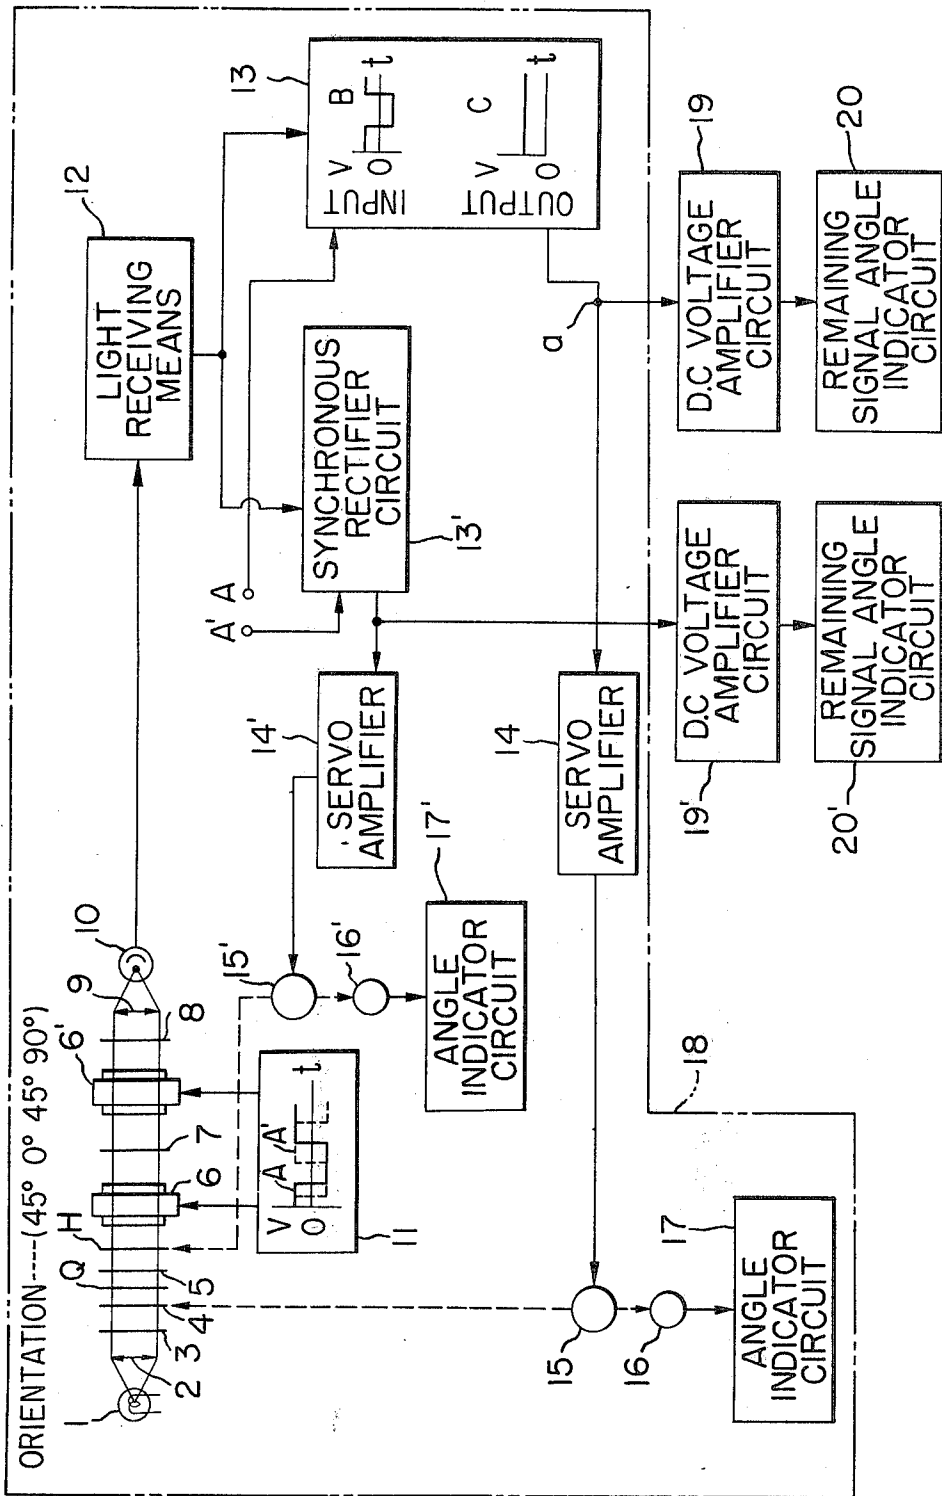 ORIENTATION----(45° 0° 45° 90°)
1
2
3
4
Q
5
H
6
7
6'
8
9
10
11
V
O
A
A'
t
12
LIGHT
RECEIVING
MEANS
13
INPUT
V
O
B
t
OUTPUT
V
O
C
t
A'
A
SYNCHRONOUS
RECTIFIER
CIRCUIT
13'
a
14'
SERVO
AMPLIFIER
14
SERVO
AMPLIFIER
15'
16'
17'
ANGLE
INDICATOR
CIRCUIT
15
16
17
ANGLE
INDICATOR
CIRCUIT
18
19'
D.C VOLTAGE
AMPLIFIER
CIRCUIT
20'
REMAINING
SIGNAL ANGLE
INDICATOR
CIRCUIT
19
D.C VOLTAGE
AMPLIFIER
CIRCUIT
20
REMAINING
SIGNAL ANGLE
INDICATOR
CIRCUIT